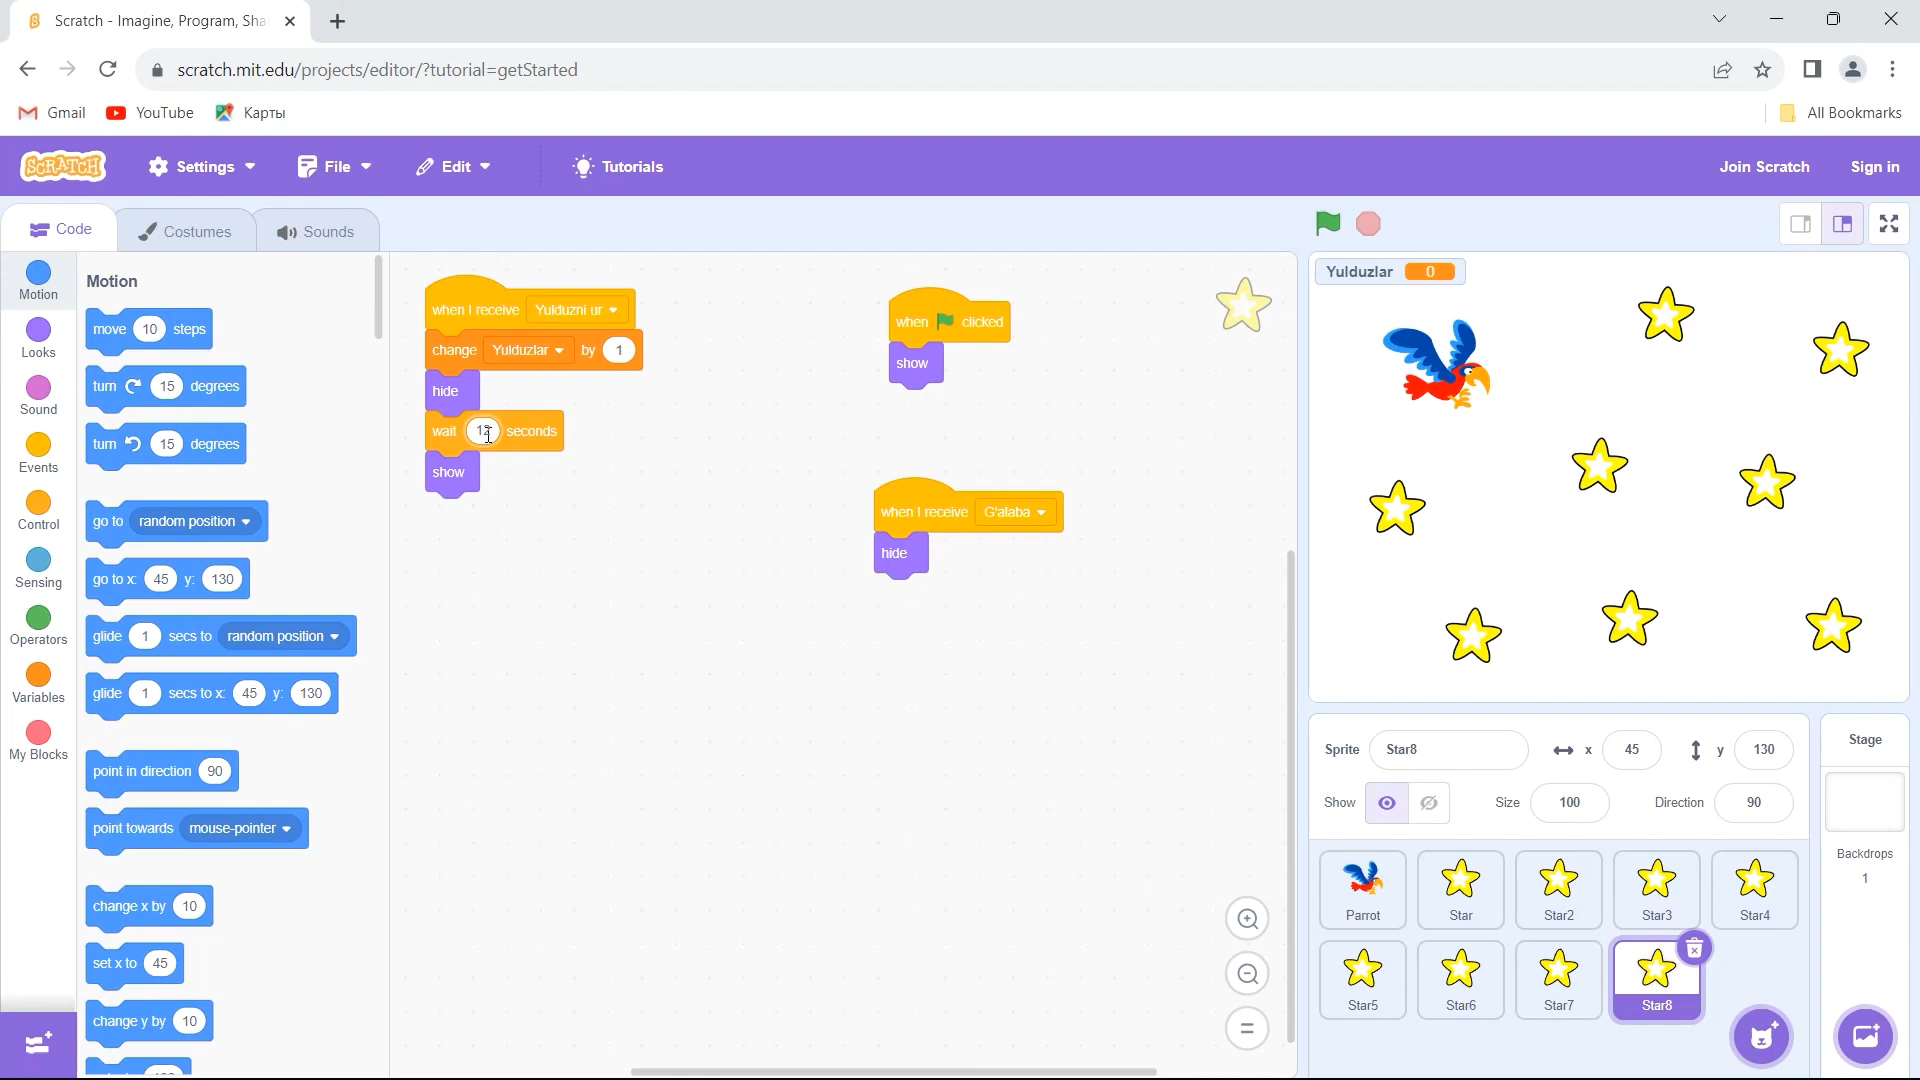 Scratch - Imagine, Program, Sha
scratch.mit.edu/projects/editor/?tutorial=getStarted
Gmail YouTube Карты All Bookmarks
SCRATCH Settings File Edit Tutorials Join Scratch Sign in
Code Costumes Sounds
Motion
Looks
Sound
Events
Control
Sensing
Operators
Variables
My Blocks
Motion
move 10 steps
turn 15 degrees
turn 15 degrees
go to random position
go to x: 45 y: 130
glide 1 secs to random position
glide 1 secs to x: 45 y: 130
point in direction 90
point towards mouse-pointer
change x by 10
set x to 45
change y by 10
when I receive Yulduzni ur
change Yulduzlar by 1
hide
wait 12 seconds
show
when clicked
show
when I receive G'alaba
hide
Yulduzlar 0
Sprite Star8 x 45 y 130
Show Size 100 Direction 90
Parrot Star Star2 Star3 Star4
Star5 Star6 Star7 Star8
Stage
Backdrops
1